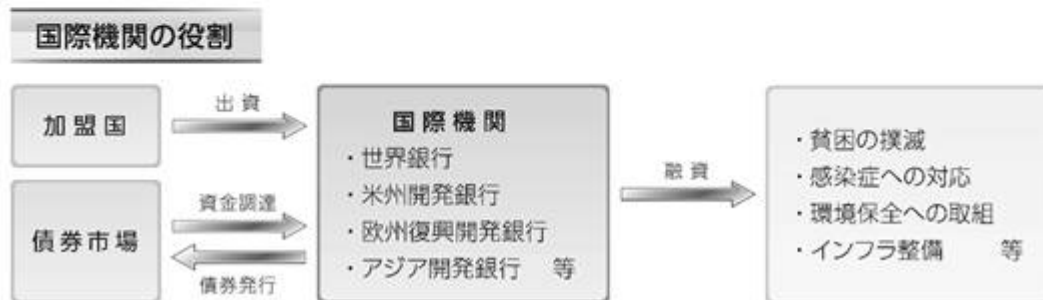 国際機関の役割
加盟国
出資
債券市場
資金調達
債券発行
国際機関
・世界銀行
・米州開発銀行
・欧州復興開発銀行
・アジア開発銀行 等
融資
・貧困の撲滅
・感染症への対応
・環境保全への取組
・インフラ整備 等